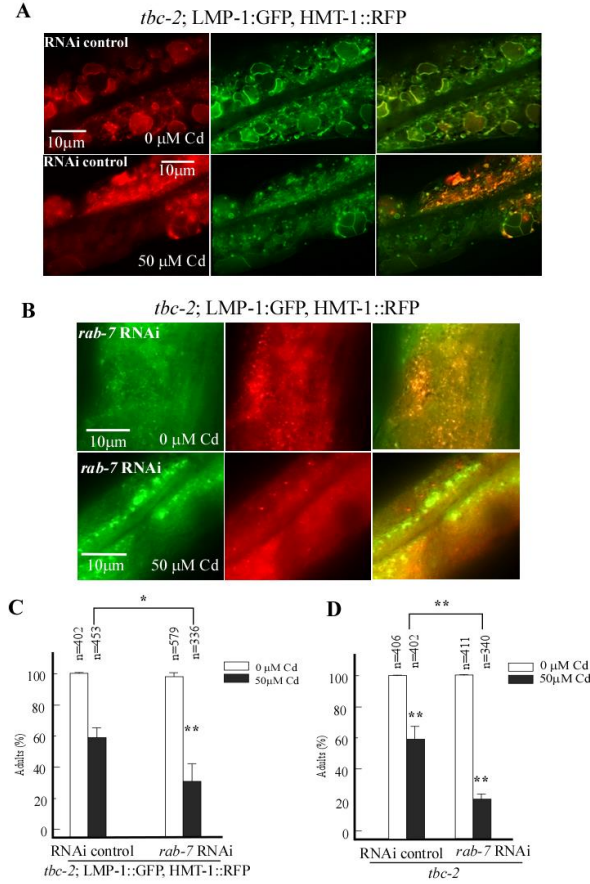 A
tbc-2; LMP-1:GFP, HMT-1::RFP
RNAi control
10μm
0 μM Cd
RNAi control
10μm
50 μM Cd
B
tbc-2; LMP-1:GFP, HMT-1::RFP
rab-7 RNAi
10μm
0 μM Cd
rab-7 RNAi
10μm
50 μM Cd
C
*
n=402
n=453
n=579
n=336
0 μM Cd
50μM Cd
100
80
60
40
20
0
Adults (%)
**
RNAi control
rab-7 RNAi
tbc-2; LMP-1::GFP, HMT-1::RFP
D
**
n=406
n=402
n=411
n=340
0 μM Cd
50μM Cd
100
80
60
40
20
0
Adults (%)
**
**
RNAi control
rab-7 RNAi
tbc-2